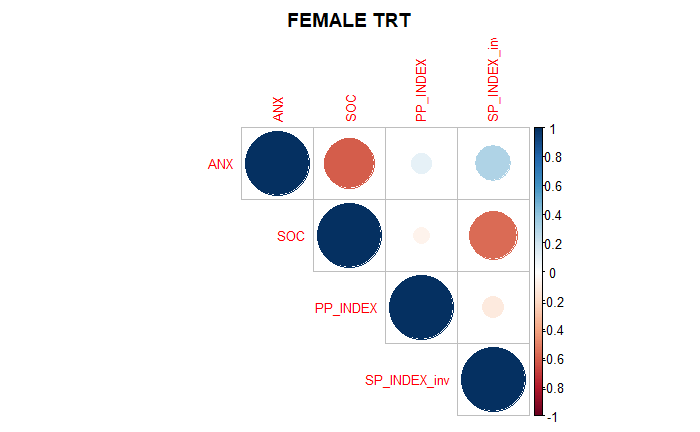 FEMALE TRT
ANX
SOC
PP_INDEX
SP_INDEX_inv
ANX
SOC
PP_INDEX
SP_INDEX_inv
1
0.8
0.6
0.4
0.2
0
-0.2
-0.4
-0.6
-0.8
-1